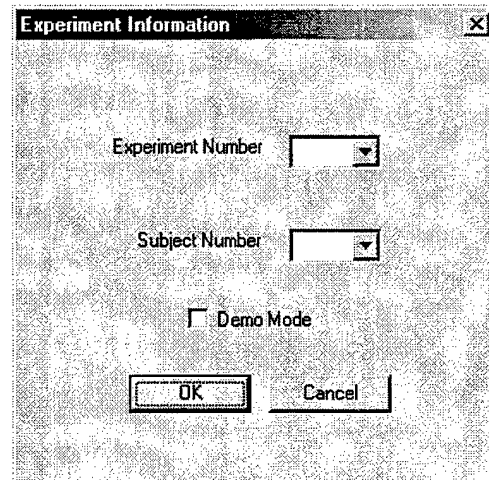 Experiment Information
Experiment Number
Subject Number
Demo Mode
OK
Cancel